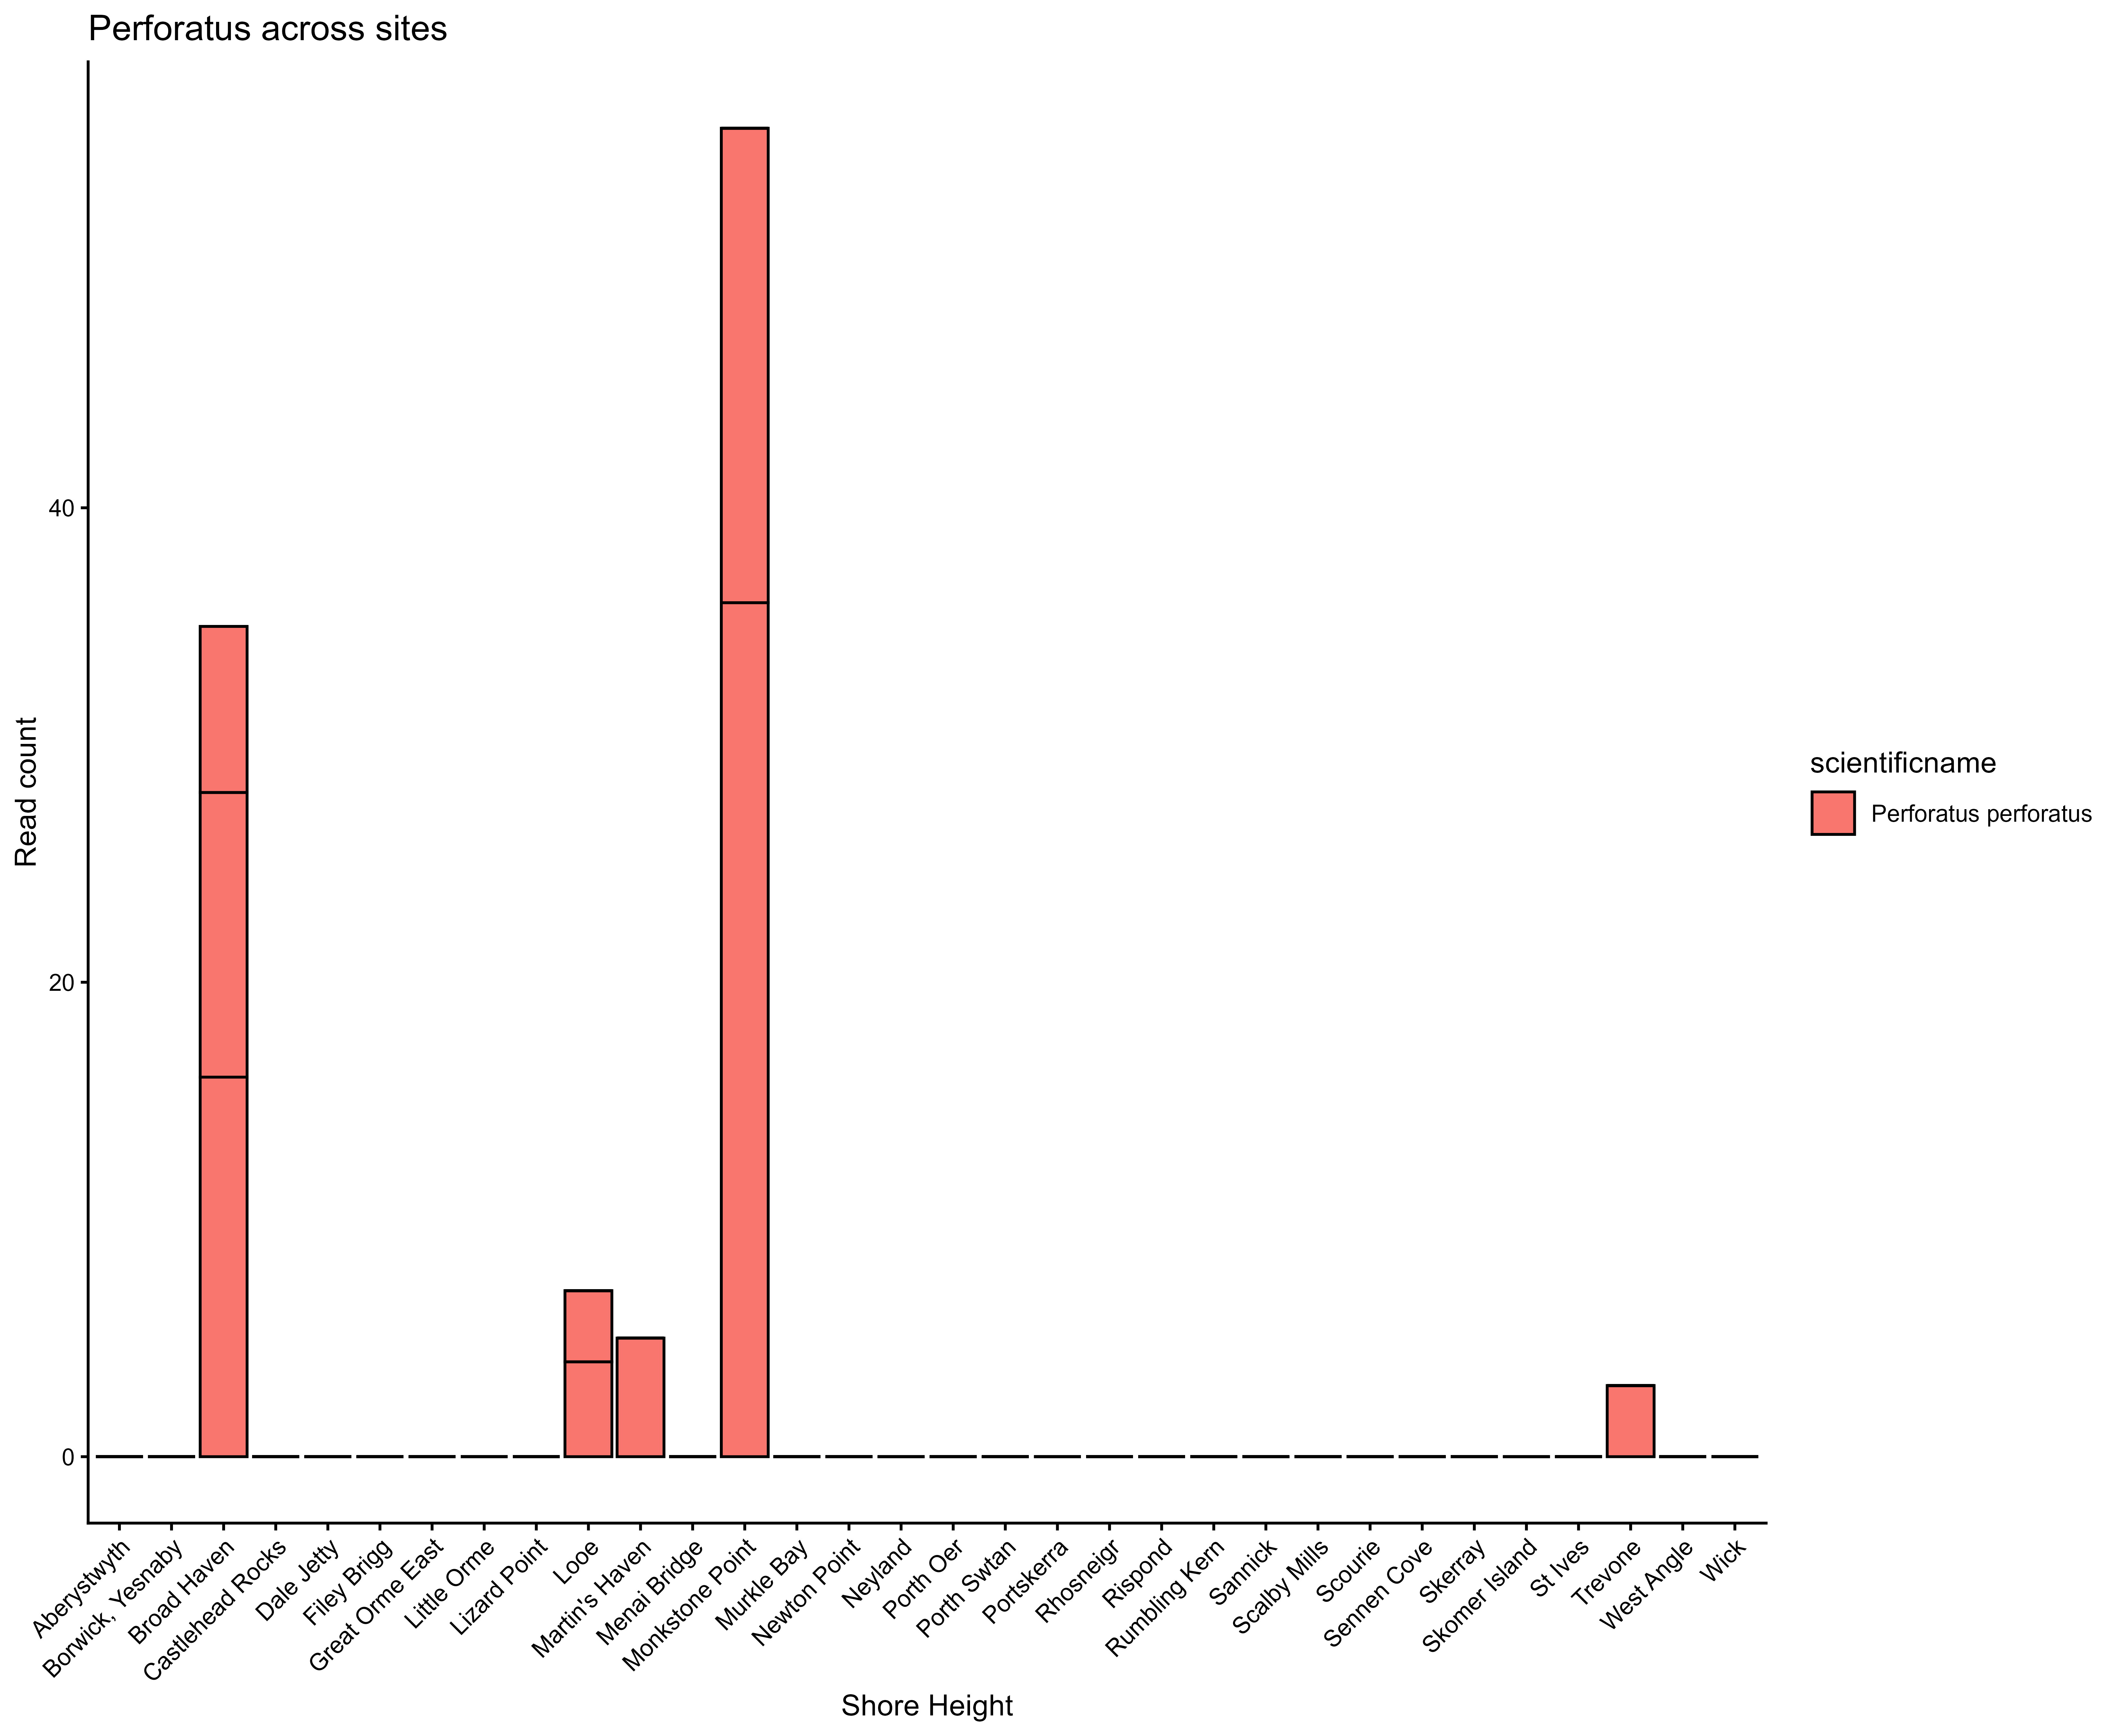 Perforatus across sites
Read count
40
20
0
Aberystwyth
Borwick, Yesnaby
Broad Haven
Castlehead Rocks
Dale Jetty
Filey Brigg
Great Orme East
Little Orme
Lizard Point
Looe
Martin's Haven
Menai Bridge
Monkstone Point
Murkle Bay
Newton Point
Neyland
Porth Oer
Porth Swtan
Portskerra
Rhosneigr
Rispond
Rumbling Kern
Sannick
Scalby Mills
Scourie
Sennen Cove
Skerray
Skomer Island
St Ives
Trevone
West Angle
Wick
Shore Height
scientificname
Perforatus perforatus